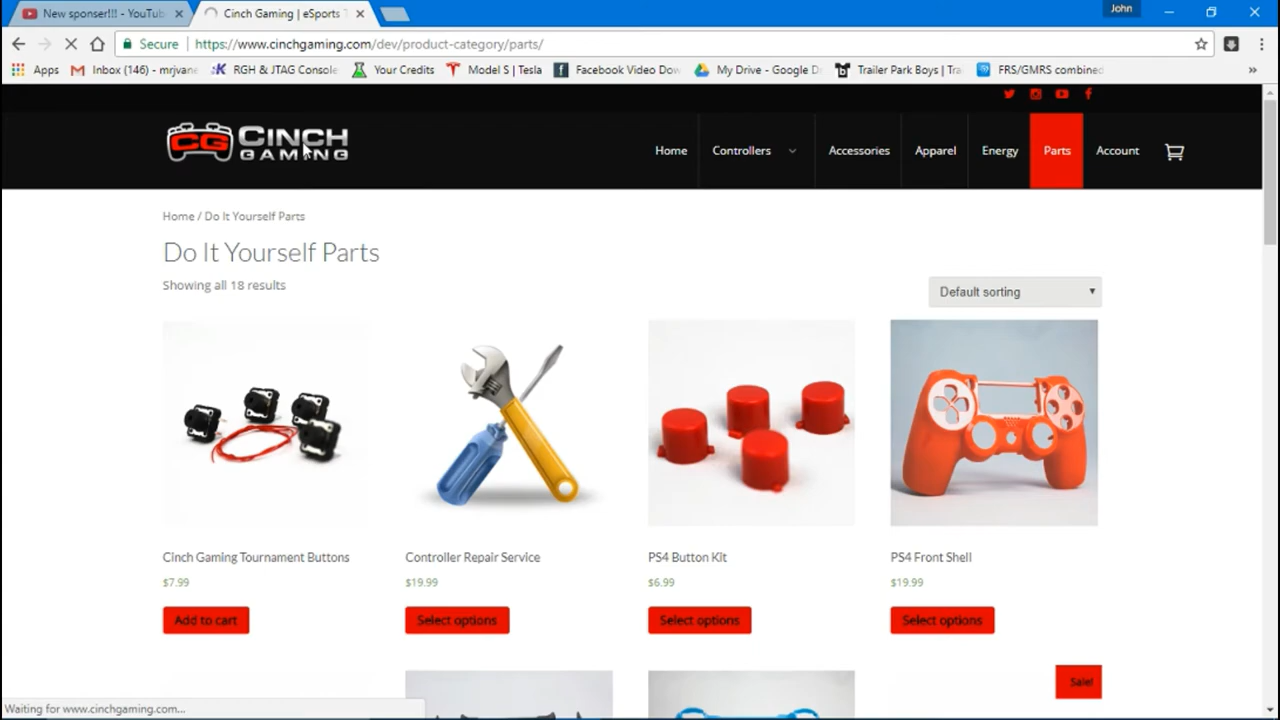 New sponser!!! - YouTub
Cinch Gaming | eSports T
John
Secure
https://www.cinchgaming.com/dev/product-category/parts/
Apps
Inbox (146) - mrjvane
RGH & JTAG Console
Your Credits
Model S | Tesla
Facebook Video Dow
My Drive - Google D
Trailer Park Boys | Tra
FRS/GMRS combined
CG CINCH GAMING
Home
Controllers
Accessories
Apparel
Energy
Parts
Account
Home / Do It Yourself Parts
Do It Yourself Parts
Showing all 18 results
Default sorting
Cinch Gaming Tournament Buttons
Controller Repair Service
PS4 Button Kit
PS4 Front Shell
$7.99
$19.99
$6.99
$19.99
Add to cart
Select options
Select options
Select options
Sale!
Waiting for www.cinchgaming.com...